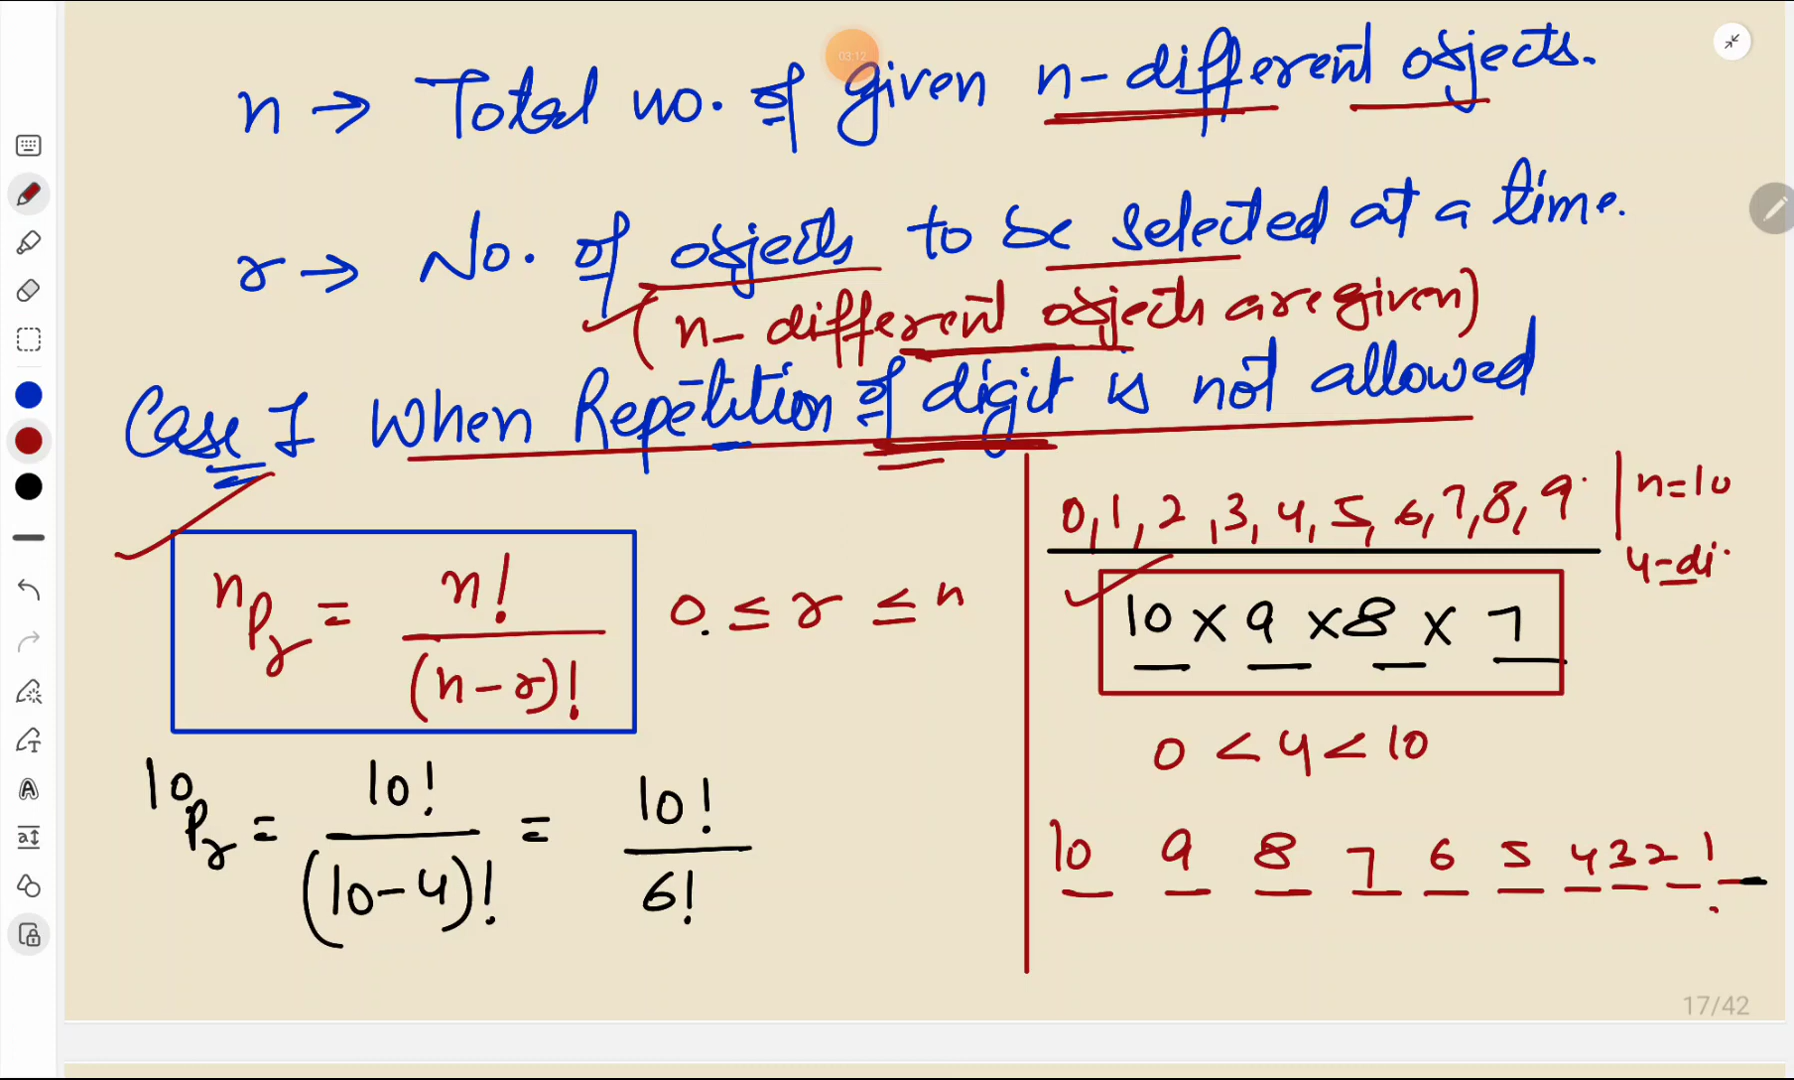 03:12
n → Total no. of given n-different objects.
r → No. of objects to be selected at a time.
(n-different objects are given)
Case I When Repetition of digit is not allowed
nPr = n! / (n-r)!
0 ≤ r ≤ n
10Pr = 10! / (10-4)! = 10! / 6!
0, 1, 2, 3, 4, 5, 6, 7, 8, 9.
n=10
4-di
10 × 9 × 8 × 7
0 < 4 < 10
10 9 8 7 6 5 4 3 2 1
17/42